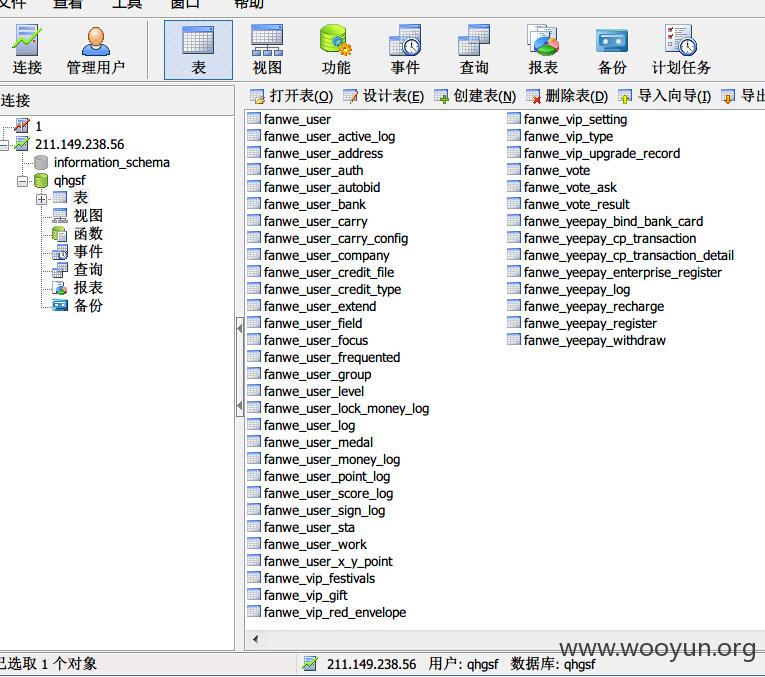 文件 查看 工具 窗口 帮助
连接 管理用户 表 视图 功能 事件 查询 报表 备份 计划任务
连接
打开表(O) 设计表(E) 创建表(N) 删除表(D) 导入向导(I) 导出
1
211.149.238.56
information_schema
qhgsf
表
视图
函数
事件
查询
报表
备份
fanwe_user
fanwe_user_active_log
fanwe_user_address
fanwe_user_auth
fanwe_user_autobid
fanwe_user_bank
fanwe_user_carry
fanwe_user_carry_config
fanwe_user_company
fanwe_user_credit_file
fanwe_user_credit_type
fanwe_user_extend
fanwe_user_field
fanwe_user_focus
fanwe_user_frequented
fanwe_user_group
fanwe_user_level
fanwe_user_lock_money_log
fanwe_user_log
fanwe_user_medal
fanwe_user_money_log
fanwe_user_point_log
fanwe_user_score_log
fanwe_user_sign_log
fanwe_user_sta
fanwe_user_work
fanwe_user_x_y_point
fanwe_vip_festivals
fanwe_vip_gift
fanwe_vip_red_envelope
fanwe_vip_setting
fanwe_vip_type
fanwe_vip_upgrade_record
fanwe_vote
fanwe_vote_ask
fanwe_vote_result
fanwe_yeepay_bind_bank_card
fanwe_yeepay_cp_transaction
fanwe_yeepay_cp_transaction_detail
fanwe_yeepay_enterprise_register
fanwe_yeepay_log
fanwe_yeepay_recharge
fanwe_yeepay_register
fanwe_yeepay_withdraw
www.wooyun.org
已选取 1 个对象 211.149.238.56 用户: qhgsf 数据库: qhgsf